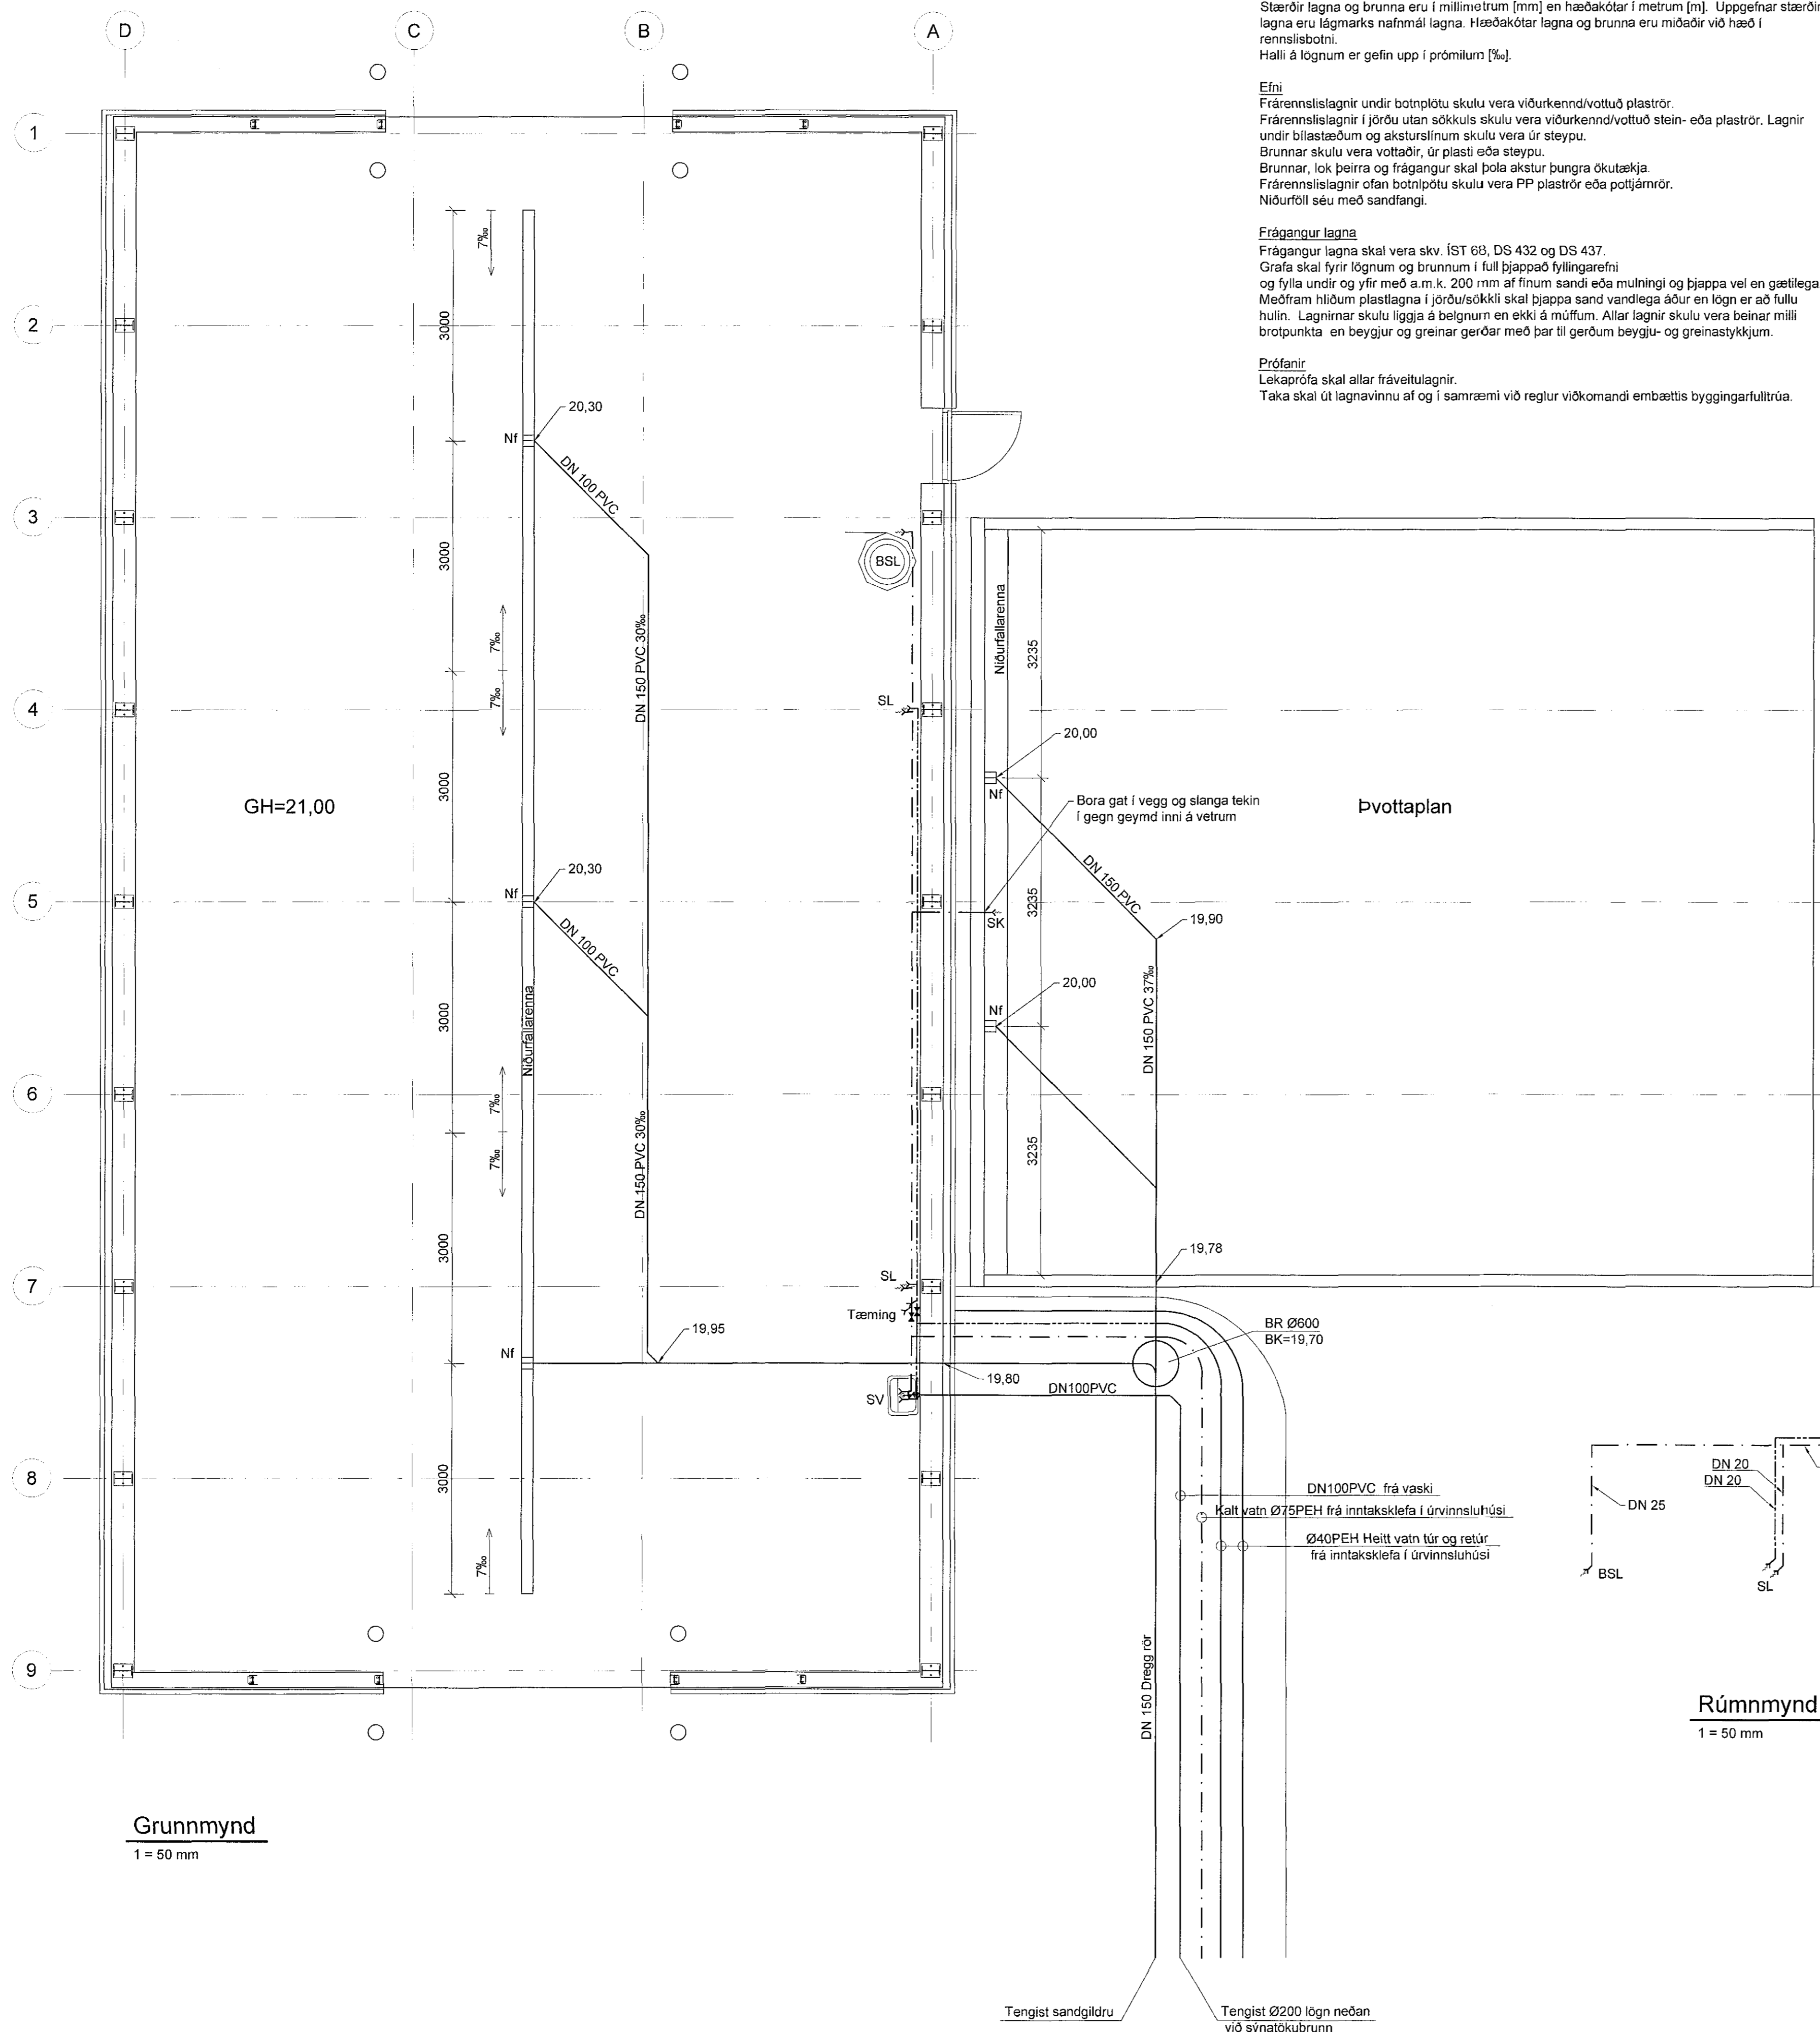 Stærðir lagna og brunna eru í millimetrum [mm] en hæðakótar í metrum [m]. Uppgefnar stærðir
lagna eru lágmarks nafnmál lagna. Hæðakótar lagna og brunna eru miðaðir við hæð í
rennslisbotni.
Halli á lögnum er gefin upp í prómilum [‰].
Efni
Frárennslislagnir undir botnplötu skulu vera viðurkennd/vottuð plaströr.
Frárennslislagnir í jörðu utan sökkuls skulu vera viðurkennd/vottuð stein- eða plaströr. Lagnir
undir bílastæðum og aksturslínum skulu vera úr steypu.
Brunnar skulu vera vottaðir, úr plasti eða steypu.
Brunnar, lok þeirra og frágangur skal þola akstur þungra ökutækja.
Frárennslislagnir ofan botnlpötu skulu vera PP plaströr eða pottjárnrör.
Niðurföll séu með sandfangi.
Frágangur lagna
Frágangur lagna skal vera skv. ÍST 68, DS 432 og DS 437.
Grafa skal fyrir lögnum og brunnum í full þjappað fyllingarefni
og fylla undir og yfir með a.m.k. 200 mm af fínum sandi eða mulningi og þjappa vel en gætilega.
Meðfram hliðum plastlagna í jörðu/sökkli skal þjappa sand vandlega áður en lögn er að fullu
hulin. Lagnirnar skulu liggja á belgnum en ekki á múffum. Allar lagnir skulu vera beinar milli
brotpunkta en beygjur og greinar gerðar með þar til gerðum beygju- og greinastykkjum.
Prófanir
Lekaprófa skal allar fráveitulagnir.
Taka skal út lagnavinnu af og í samræmi við reglur viðkomandi embættis byggingarfulltrúa.
D
C
B
A
1
2
3
4
5
6
7
8
9
7‰
3000
20,30
Nf
DN 100 PVC
3000
BSL
Niðurfallarenna
3235
DN 150 PVC 30‰
7‰
7‰
SL
20,00
Nf
3000
GH=21,00
Bora gat í vegg og slanga tekin
í gegn geymd inni á vetrum
Þvottaplan
20,30
Nf
DN 150 PVC
3235
SK
19,90
DN 100 PVC
20,00
Nf
3000
Niðurfallarenna
DN 150 PVC 37‰
7‰
7‰
DN 150 PVC 30‰
3235
3000
19,78
SL
Tæming
19,95
BR Ø600
BK=19,70
Nf
19,80
DN100PVC
SV
3000
7‰
DN100PVC frá vaski
Kalt vatn Ø75PEH frá inntaksklefa í úrvinnsluhúsi
Ø40PEH Heitt vatn túr og retúr
frá inntaksklefa í úrvinnsluhúsi
DN 20
DN 20
DN 25
BSL
SL
DN 150 Dregg rör
Rúmnmynd
1 = 50 mm
Grunnmynd
1 = 50 mm
Tengist sandgildru
Tengist Ø200 lögn neðan
við sýnatökubrunn